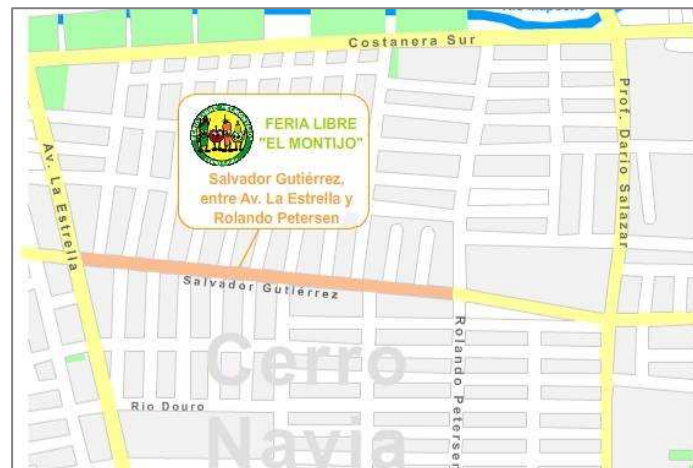 Costanera Sur
FERIA LIBRE
"EL MONTIJO"
Salvador Gutiérrez,
entre Av. La Estrella y
Rolando Petersen
Av. La Estrella
Prof. Dario Salazar
Salvador Gutiérrez
Rolando Petersen
Cerro
Navia
Rio Douro